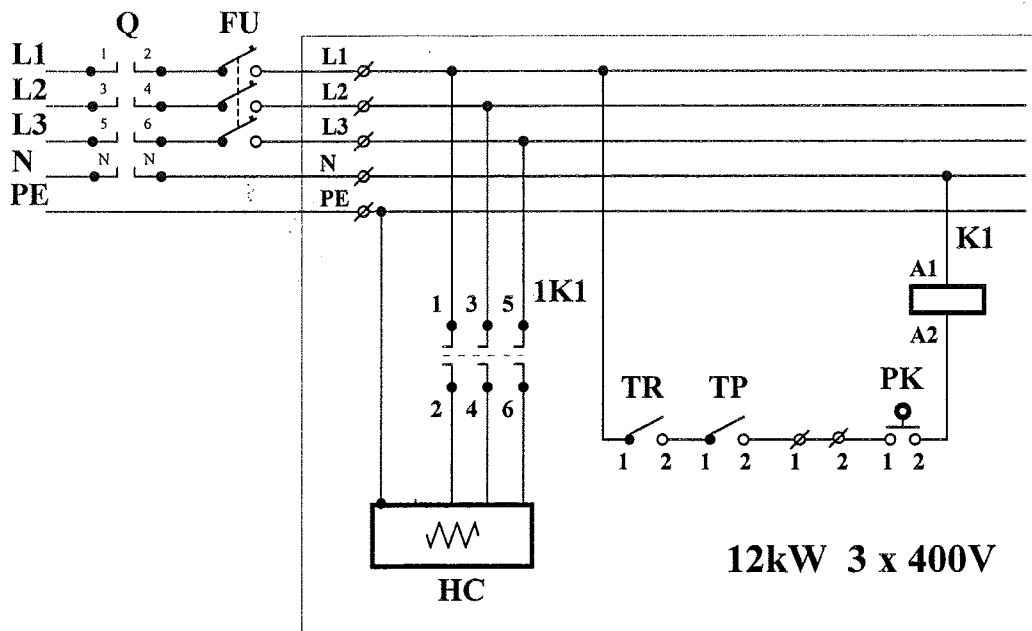 Q FU
L1 1 2 L1
L2 3 4 L2
L3 5 6 L3
N N N N
PE PE
K1
A1
1 3 5 1K1
A2
2 4 6
TR TP PK
1 2 1 2 1 2 1 2
12kW 3 x 400V
HC